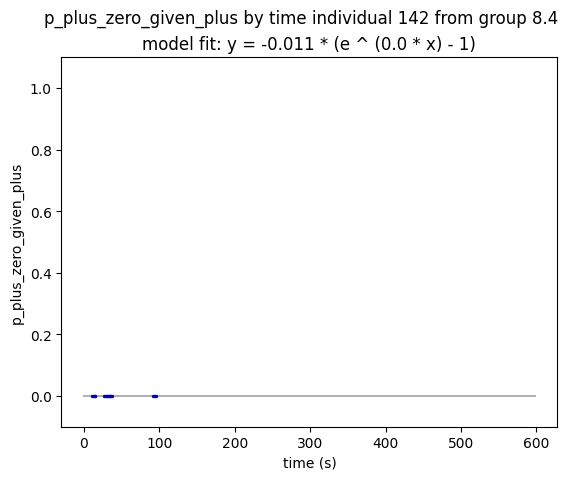 p_plus_zero_given_plus by time individual 142 from group 8.4
model fit: y = -0.011 * (e ^ (0.0 * x) - 1)
1.0
0.8
0.6
0.4
0.2
0.0
p_plus_zero_given_plus
0 100 200 300 400 500 600
time (s)